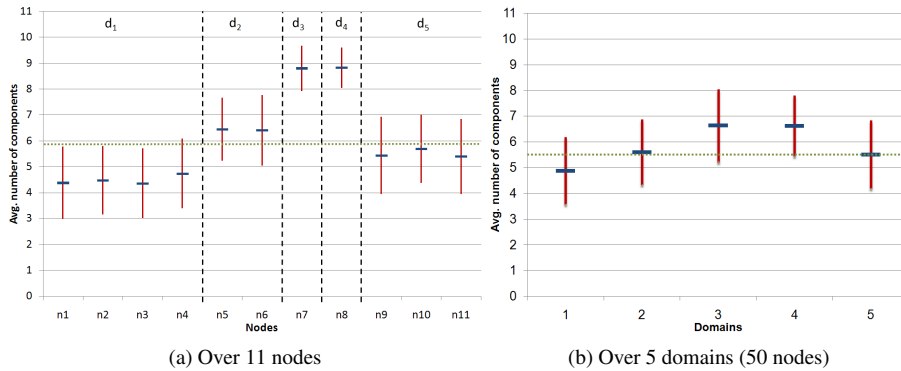 d1 d2 d3 d4 d5
Avg. number of components
11
10
9
8
7
6
5
4
3
2
1
0
n1 n2 n3 n4 n5 n6 n7 n8 n9 n10 n11
Nodes
(a) Over 11 nodes
Avg. number of components
11
10
9
8
7
6
5
4
3
2
1
0
1 2 3 4 5
Domains
(b) Over 5 domains (50 nodes)